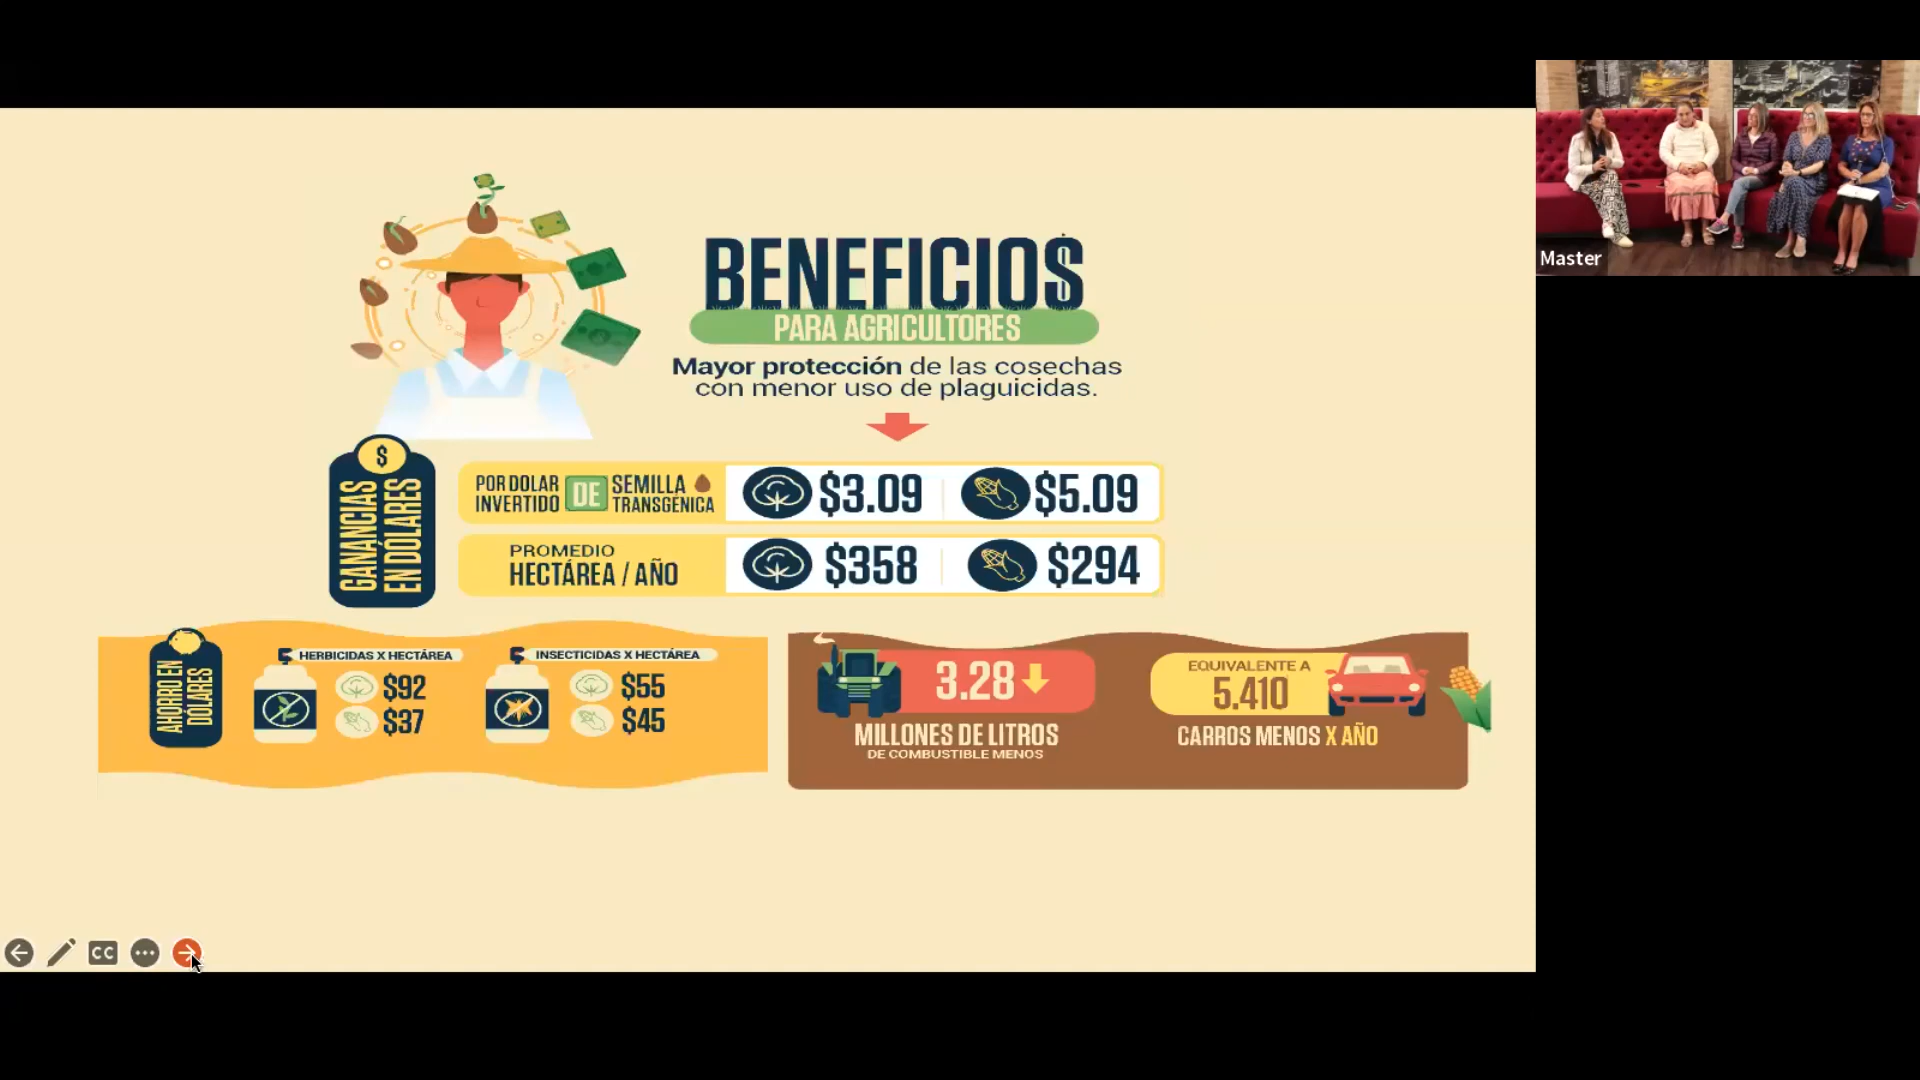 BENEFICIOS
PARA AGRICULTORES
Mayor protección de las cosechas
con menor uso de plaguicidas.
$
GANANCIAS
EN DÓLARES
POR DOLAR
INVERTIDO
DE
SEMILLA
TRANSGÉNICA
$3.09
$5.09
PROMEDIO
HECTÁREA / AÑO
$358
$294
AHORRO EN
DÓLARES
HERBICIDAS X HECTÁREA
$92
$37
INSECTICIDAS X HECTÁREA
$55
$45
3.28
MILLONES DE LITROS
DE COMBUSTIBLE MENOS
EQUIVALENTE A
5.410
CARROS MENOS X AÑO
Master
CC